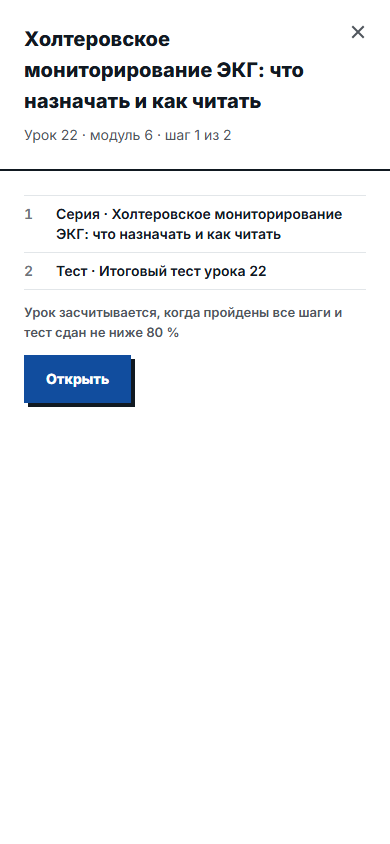 Холтеровское
мониторирование ЭКГ: что
назначать и как читать
Урок 22 · модуль 6 · шаг 1 из 2
1 Серия · Холтеровское мониторирование
ЭКГ: что назначать и как читать
2 Тест · Итоговый тест урока 22
Урок засчитывается, когда пройдены все шаги и
тест сдан не ниже 80 %
Открыть